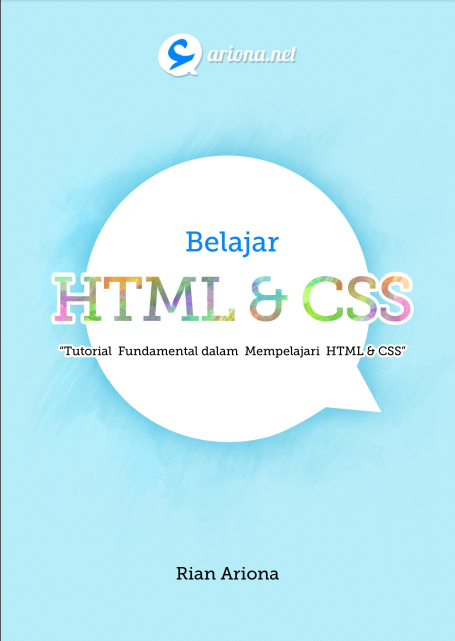 ariona.net
Belajar
HTML & CSS
“Tutorial Fundamental dalam Mempelajari HTML & CSS”
Rian Ariona